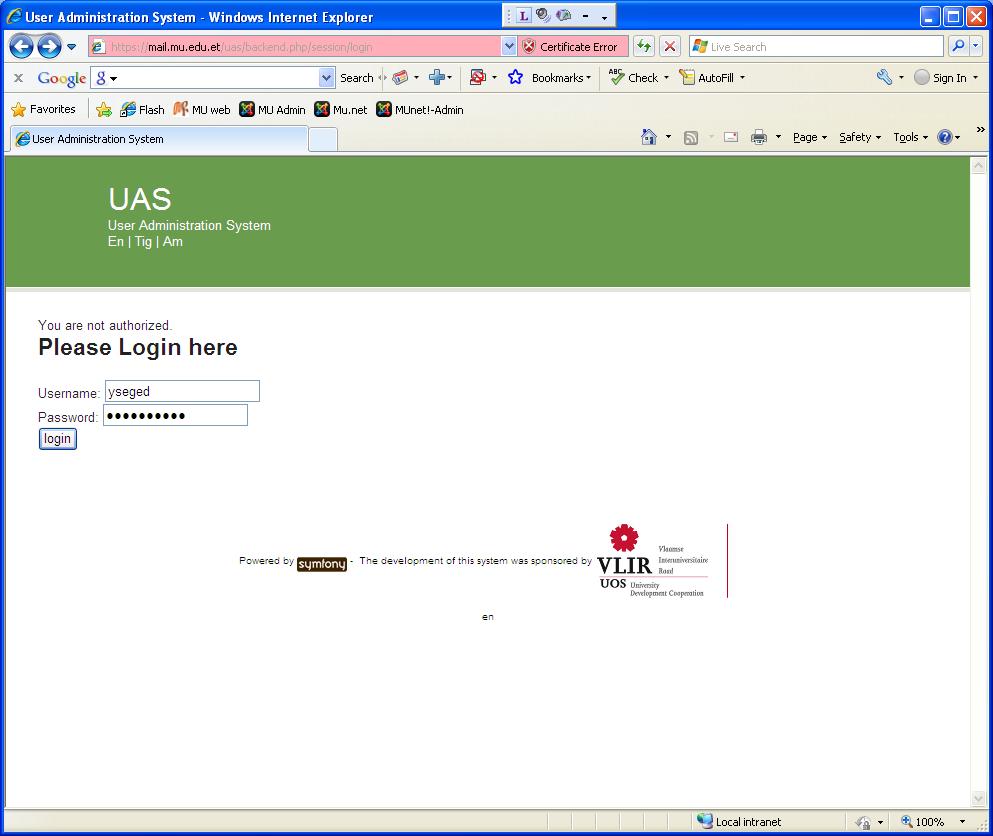 User Administration System - Windows Internet Explorer
L
https://mail.mu.edu.et/uas/backend.php/session/login
Certificate Error
Live Search
Google
Search
Bookmarks
Check
AutoFill
Sign In
Favorites
Flash
MU web
MU Admin
Mu.net
MUnet!-Admin
User Administration System
Page
Safety
Tools
UAS
User Administration System
En | Tig | Am
You are not authorized.
Please Login here
Username: yseged
Password: ••••••••••
login
Powered by symfony - The development of this system was sponsored by
VLIR
Vlaamse
Interuniversitaire
Raad
UOS
University
Development Cooperation
en
Local intranet
100%